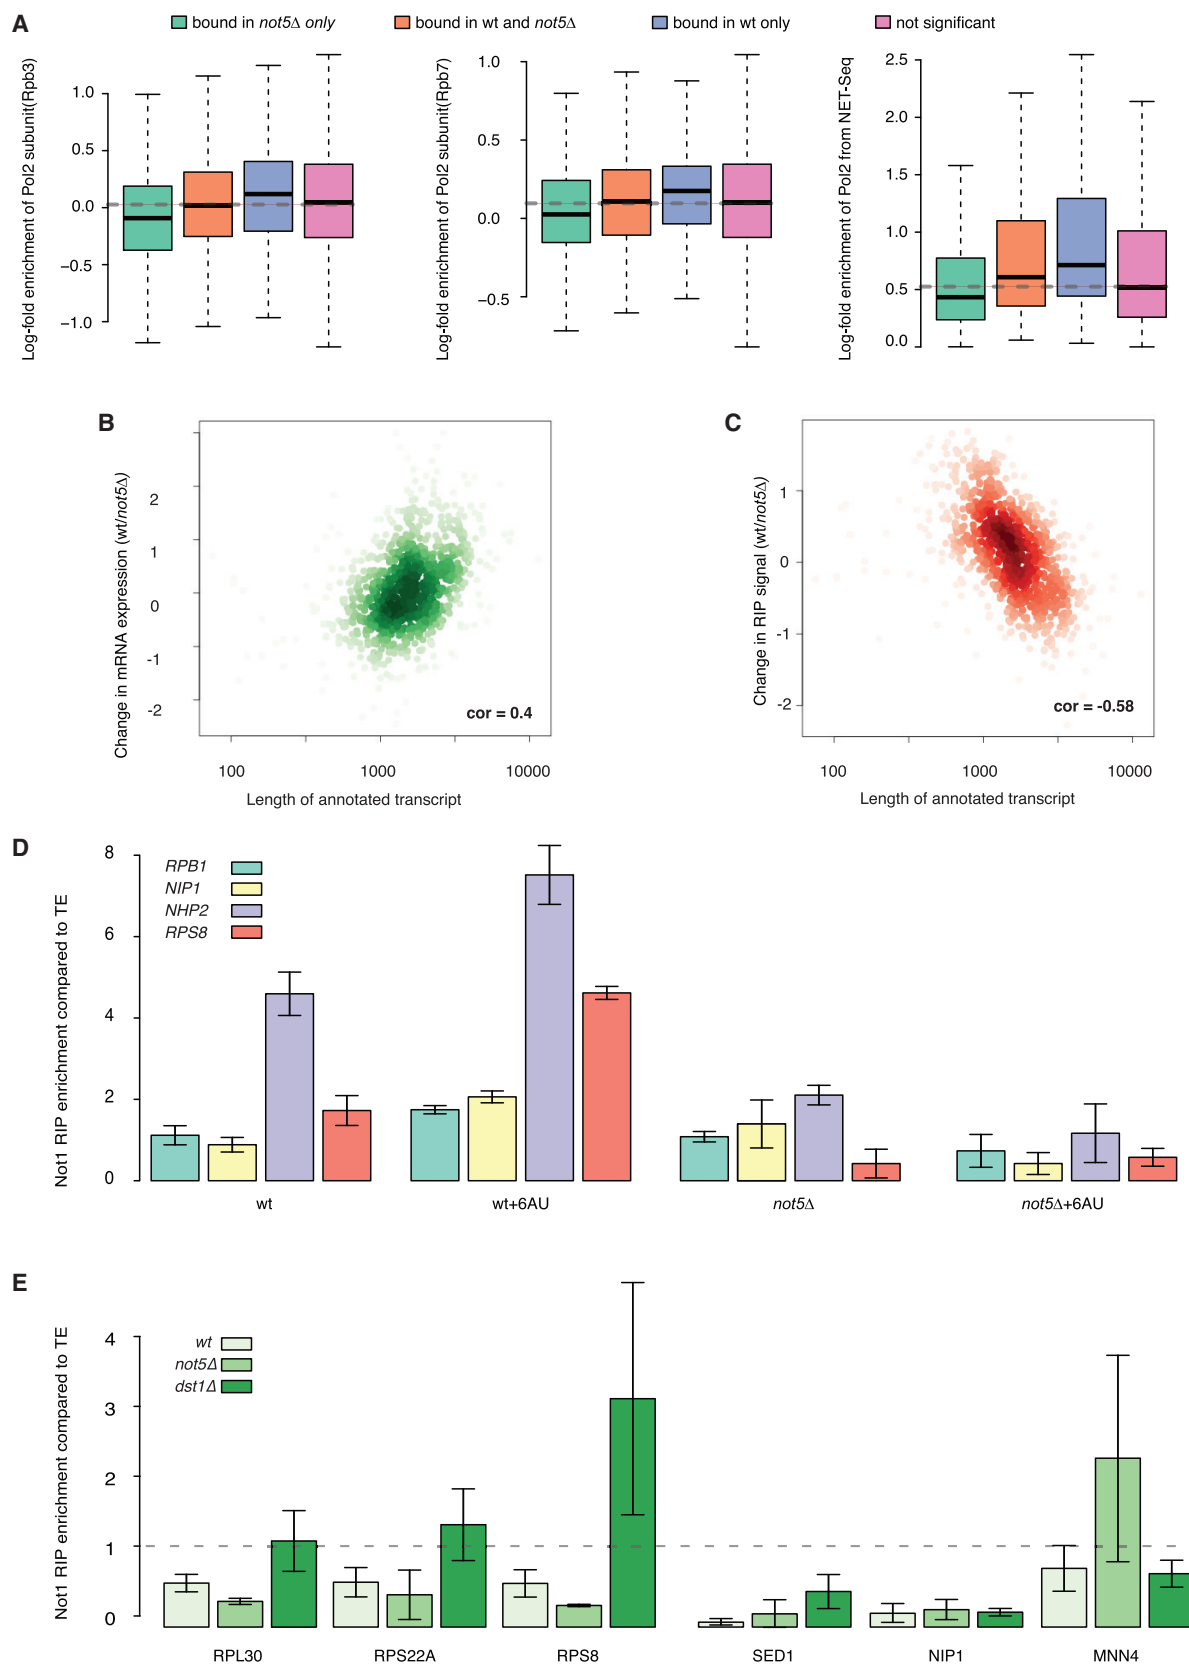 A
bound in not5Δ only
bound in wt and not5Δ
bound in wt only
not significant
Log-fold enrichment of Pol2 subunit(Rpb3)
1.0
0.5
0.0
−0.5
−1.0
Log-fold enrichment of Pol2 subunit(Rpb7)
1.0
0.5
0.0
−0.5
Log-fold enrichment of Pol2 from NET-Seq
2.5
2.0
1.5
1.0
0.5
0.0
B
Change in mRNA expression (wt/not5Δ)
2
1
0
-1
-2
cor = 0.4
100
1000
10000
Length of annotated transcript
C
Change in RIP signal (wt/not5Δ)
1
0
-1
-2
cor = -0.58
100
1000
10000
Length of annotated transcript
D
Not1 RIP enrichment compared to TE
8
6
4
2
0
RPB1
NIP1
NHP2
RPS8
wt
wt+6AU
not5Δ
not5Δ+6AU
E
Not1 RIP enrichment compared to TE
4
3
2
1
0
wt
not5Δ
dst1Δ
RPL30
RPS22A
RPS8
SED1
NIP1
MNN4